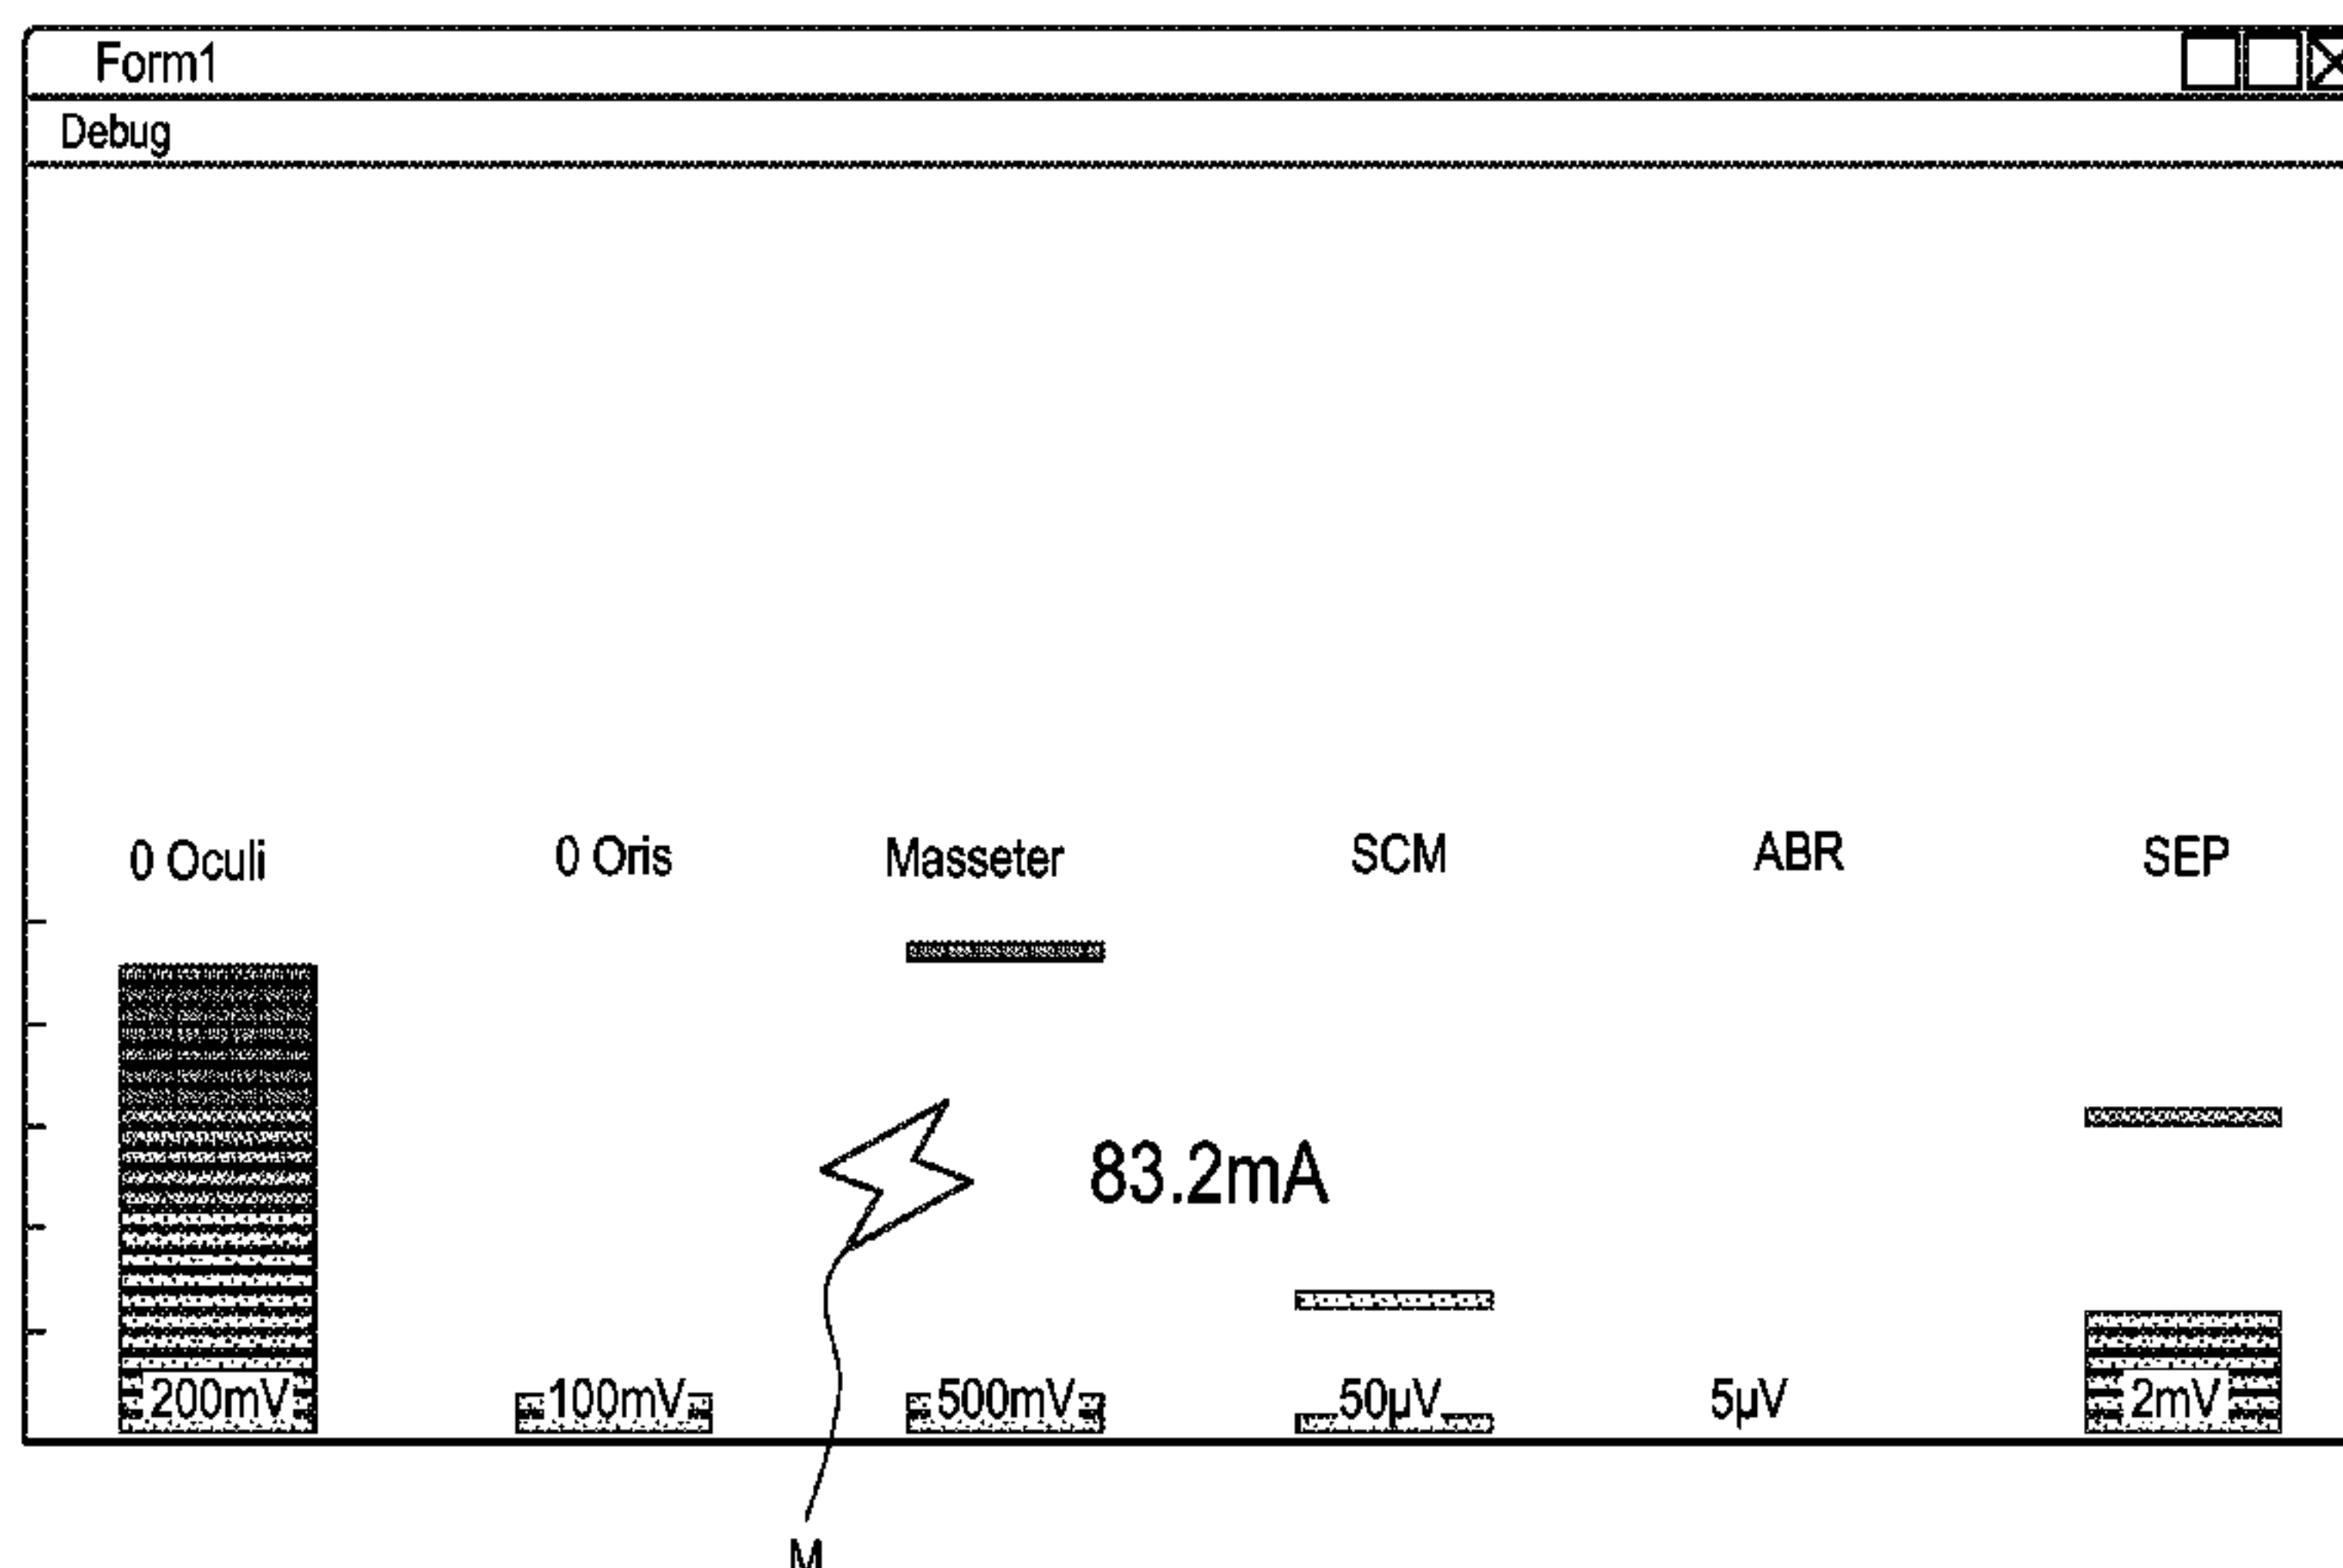 Form1
Debug
0 Oculi 0 Oris Masseter SCM ABR SEP
83.2mA
200mV 100mV 500mV 50µV 5µV 2mV
M